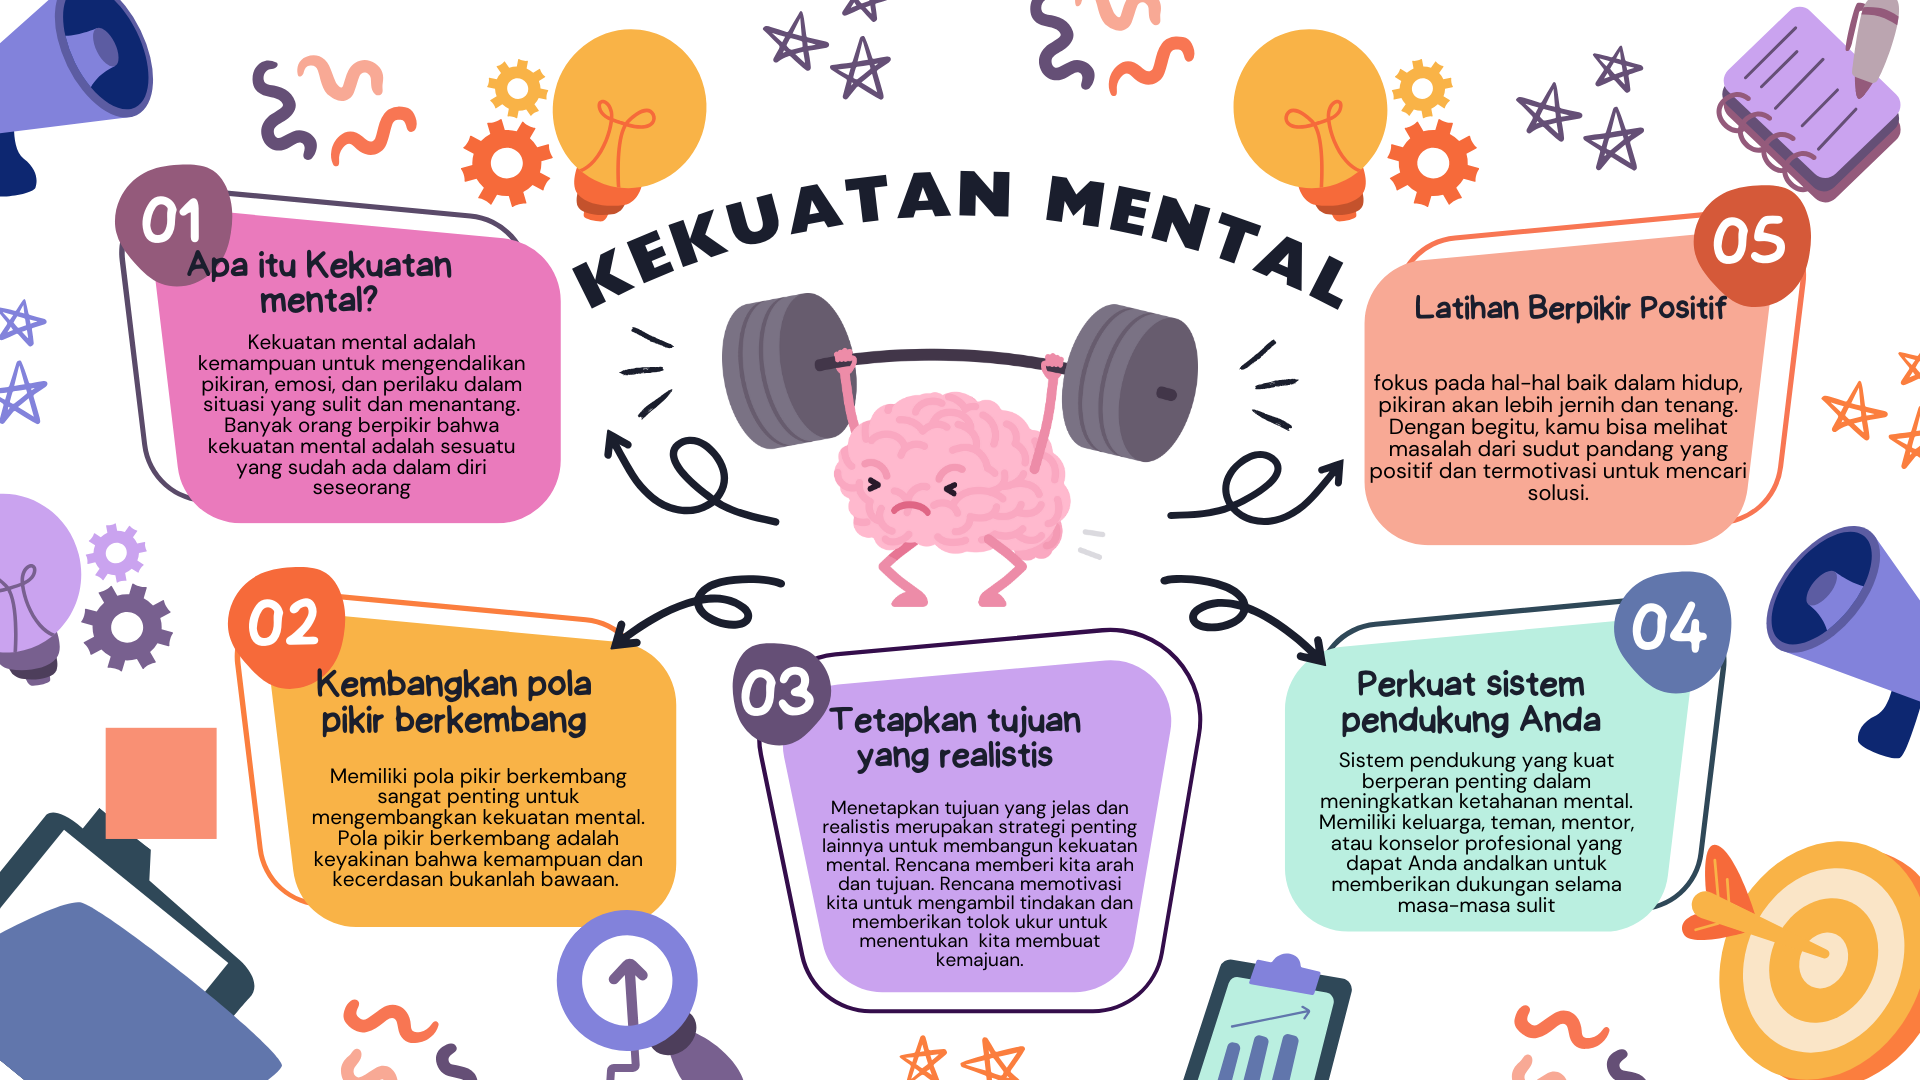 KEKUATAN MENTAL
01
Apa itu Kekuatan
mental?
Kekuatan mental adalah
kemampuan untuk mengendalikan
pikiran, emosi, dan perilaku dalam
situasi yang sulit dan menantang.
Banyak orang berpikir bahwa
kekuatan mental adalah sesuatu
yang sudah ada dalam diri
seseorang
02
Kembangkan pola
pikir berkembang
Memiliki pola pikir berkembang
sangat penting untuk
mengembangkan kekuatan mental.
Pola pikir berkembang adalah
keyakinan bahwa kemampuan dan
kecerdasan bukanlah bawaan.
03
Tetapkan tujuan
yang realistis
Menetapkan tujuan yang jelas dan
realistis merupakan strategi penting
lainnya untuk membangun kekuatan
mental. Rencana memberi kita arah
dan tujuan. Rencana memotivasi
kita untuk mengambil tindakan dan
memberikan tolok ukur untuk
menentukan  kita membuat
kemajuan.
04
Perkuat sistem
pendukung Anda
Sistem pendukung yang kuat
berperan penting dalam
meningkatkan ketahanan mental.
Memiliki keluarga, teman, mentor,
atau konselor profesional yang
dapat Anda andalkan untuk
memberikan dukungan selama
masa-masa sulit
05
Latihan Berpikir Positif
fokus pada hal-hal baik dalam hidup,
pikiran akan lebih jernih dan tenang.
Dengan begitu, kamu bisa melihat
masalah dari sudut pandang yang
positif dan termotivasi untuk mencari
solusi.